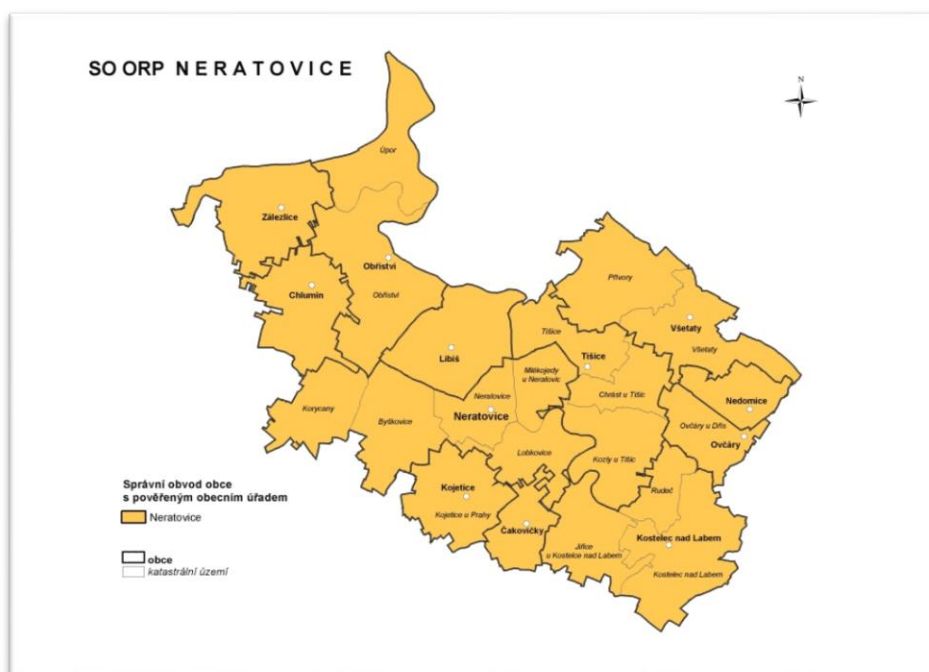 SO ORP NERATOVICE
N
Úpor
Zálezlice
Obříství
Chlumín
Obříství
Přívory
Všetaty
Všetaty
Tišice
Tišice
Libiš
Mlékojedy
u Neratovic
Chrást u Tišic
Nedomice
Neratovice
Neratovice
Korycany
Byškovice
Ovčáry u Dřís
Ovčáry
Lobkovice
Kozly u Tišic
Kojetice
Kojetice u Prahy
Rudeč
Čakovičky
Kostelec nad Labem
Jiřice
u Kostelce nad Labem
Kostelec nad Labem
Správní obvod obce
s pověřeným obecním úřadem
Neratovice
obce
katastrální území